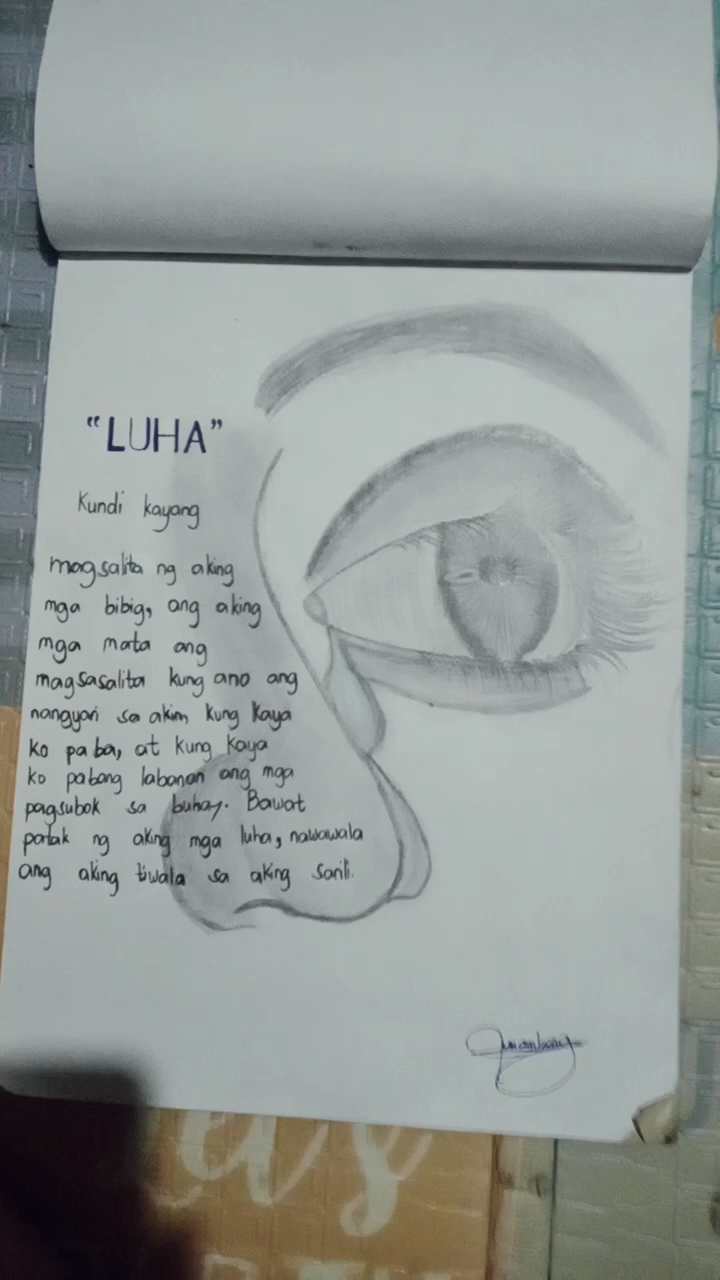 "LUHA"
Kundi kayang
magsalita ng aking
mga bibig, ang aking
mga mata ang
magsasalita kung ano ang
nangyari sa akim kung kaya
ko pa ba, at kung kaya
ko pabang labanan ang mga
pagsubok sa buhay. Bawat
patak ng aking mga luha, nawawala
ang aking tiwala sa aking sarili.